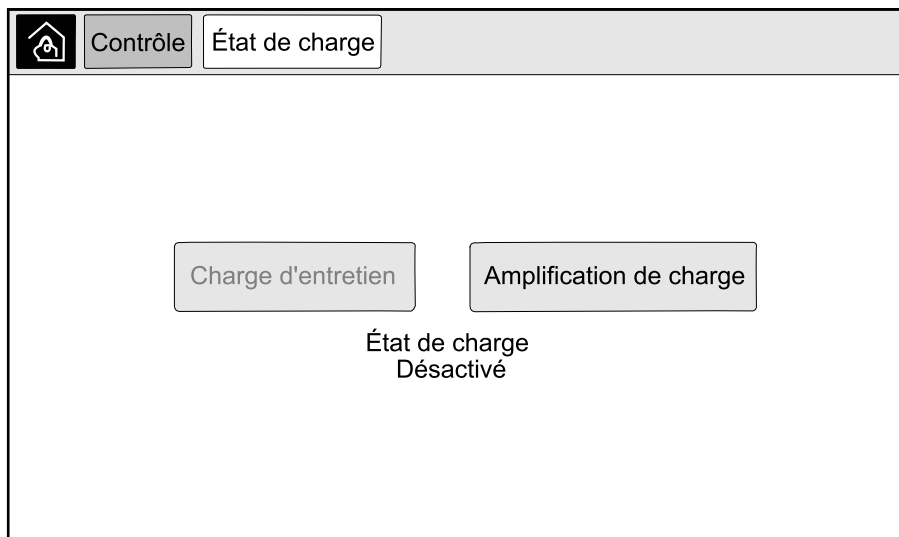 Contrôle État de charge
Charge d'entretien Amplification de charge
État de charge
Désactivé